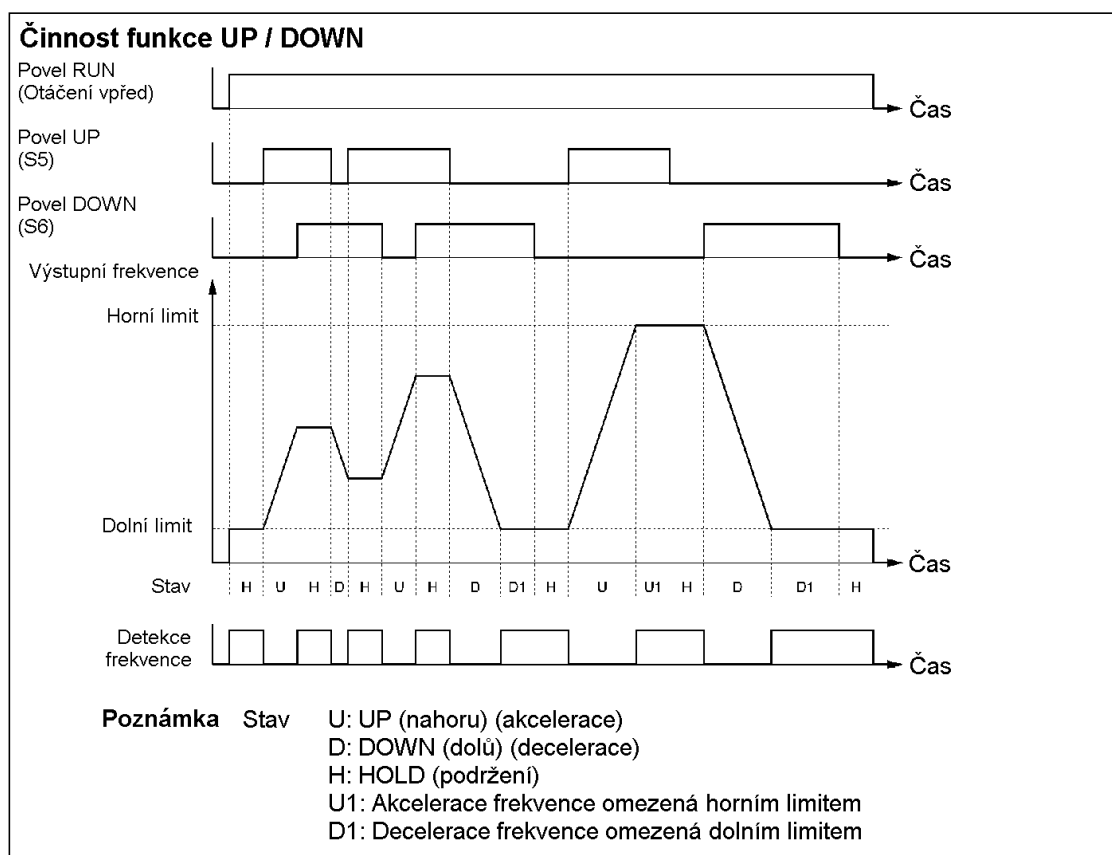 Činnost funkce UP / DOWN
Povel RUN
(Otáčení vpřed)
Čas
Povel UP
(S5)
Čas
Povel DOWN
(S6)
Čas
Výstupní frekvence
Horní limit
Dolní limit
Čas
Stav H U H D H U H D D1 H U U1 H D D1 H
Detekce
frekvence
Čas
Poznámka Stav U: UP (nahoru) (akcelerace)
D: DOWN (dolů) (decelerace)
H: HOLD (podržení)
U1: Akcelerace frekvence omezená horním limitem
D1: Decelerace frekvence omezená dolním limitem